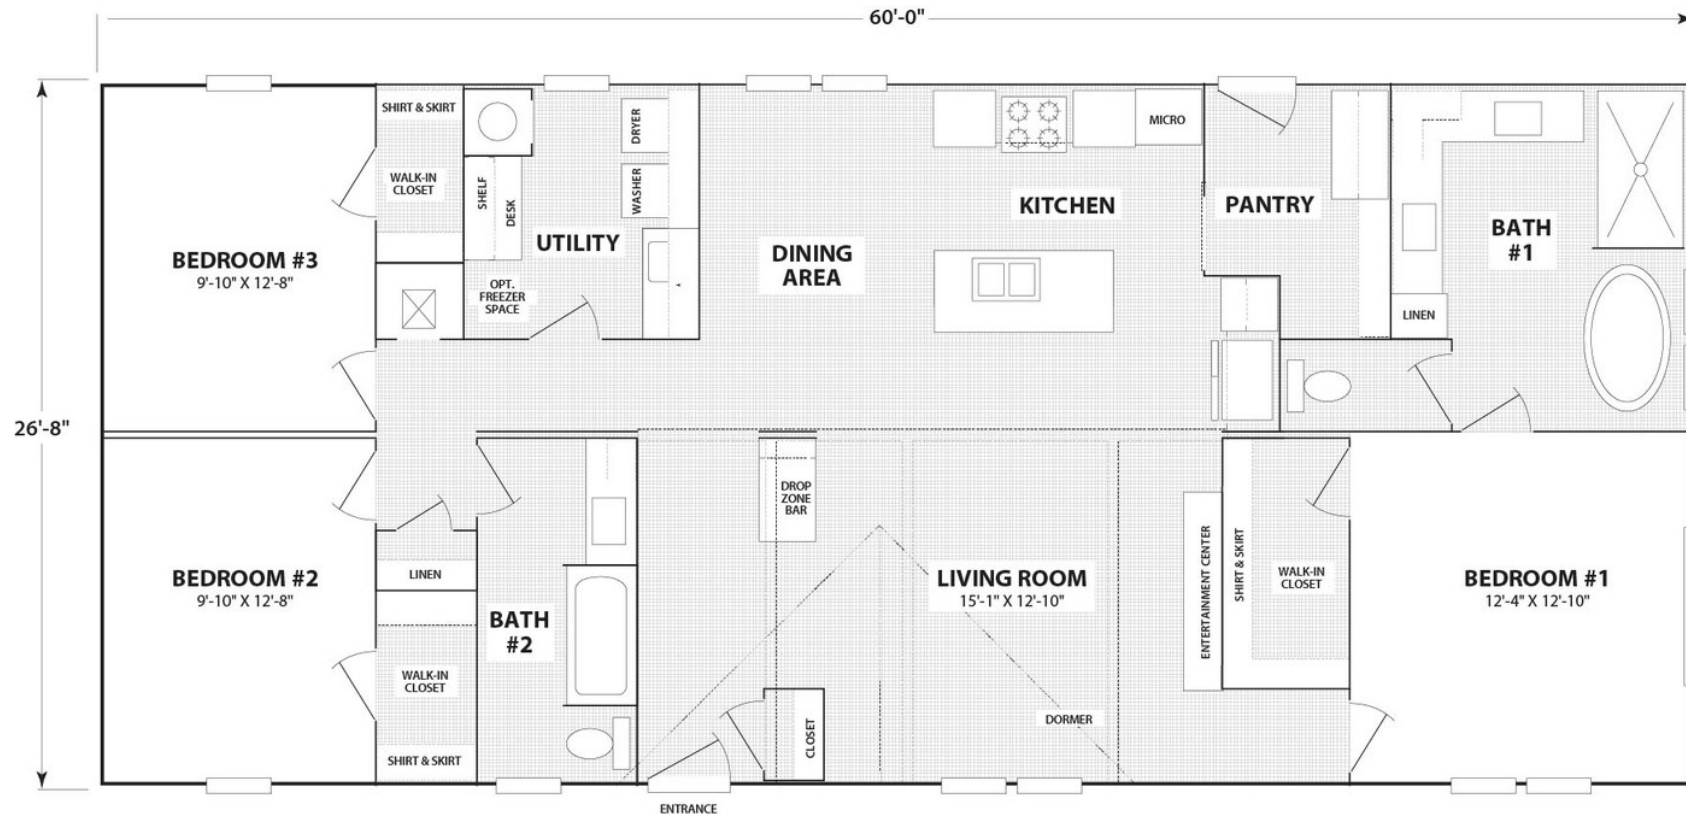 60'-0"
26'-8"
BEDROOM #3
9'-10" X 12'-8"
SHIRT & SKIRT
WALK-IN
CLOSET
SHELF
DESK
OPT.
FREEZER
SPACE
UTILITY
DRYER
WASHER
DINING
AREA
KITCHEN
MICRO
PANTRY
BATH
#1
LINEN
BEDROOM #2
9'-10" X 12'-8"
LINEN
WALK-IN
CLOSET
SHIRT & SKIRT
BATH
#2
DROP
ZONE
BAR
LIVING ROOM
15'-1" X 12'-10"
CLOSET
DORMER
ENTERTAINMENT CENTER
SHIRT & SKIRT
WALK-IN
CLOSET
BEDROOM #1
12'-4" X 12'-10"
ENTRANCE